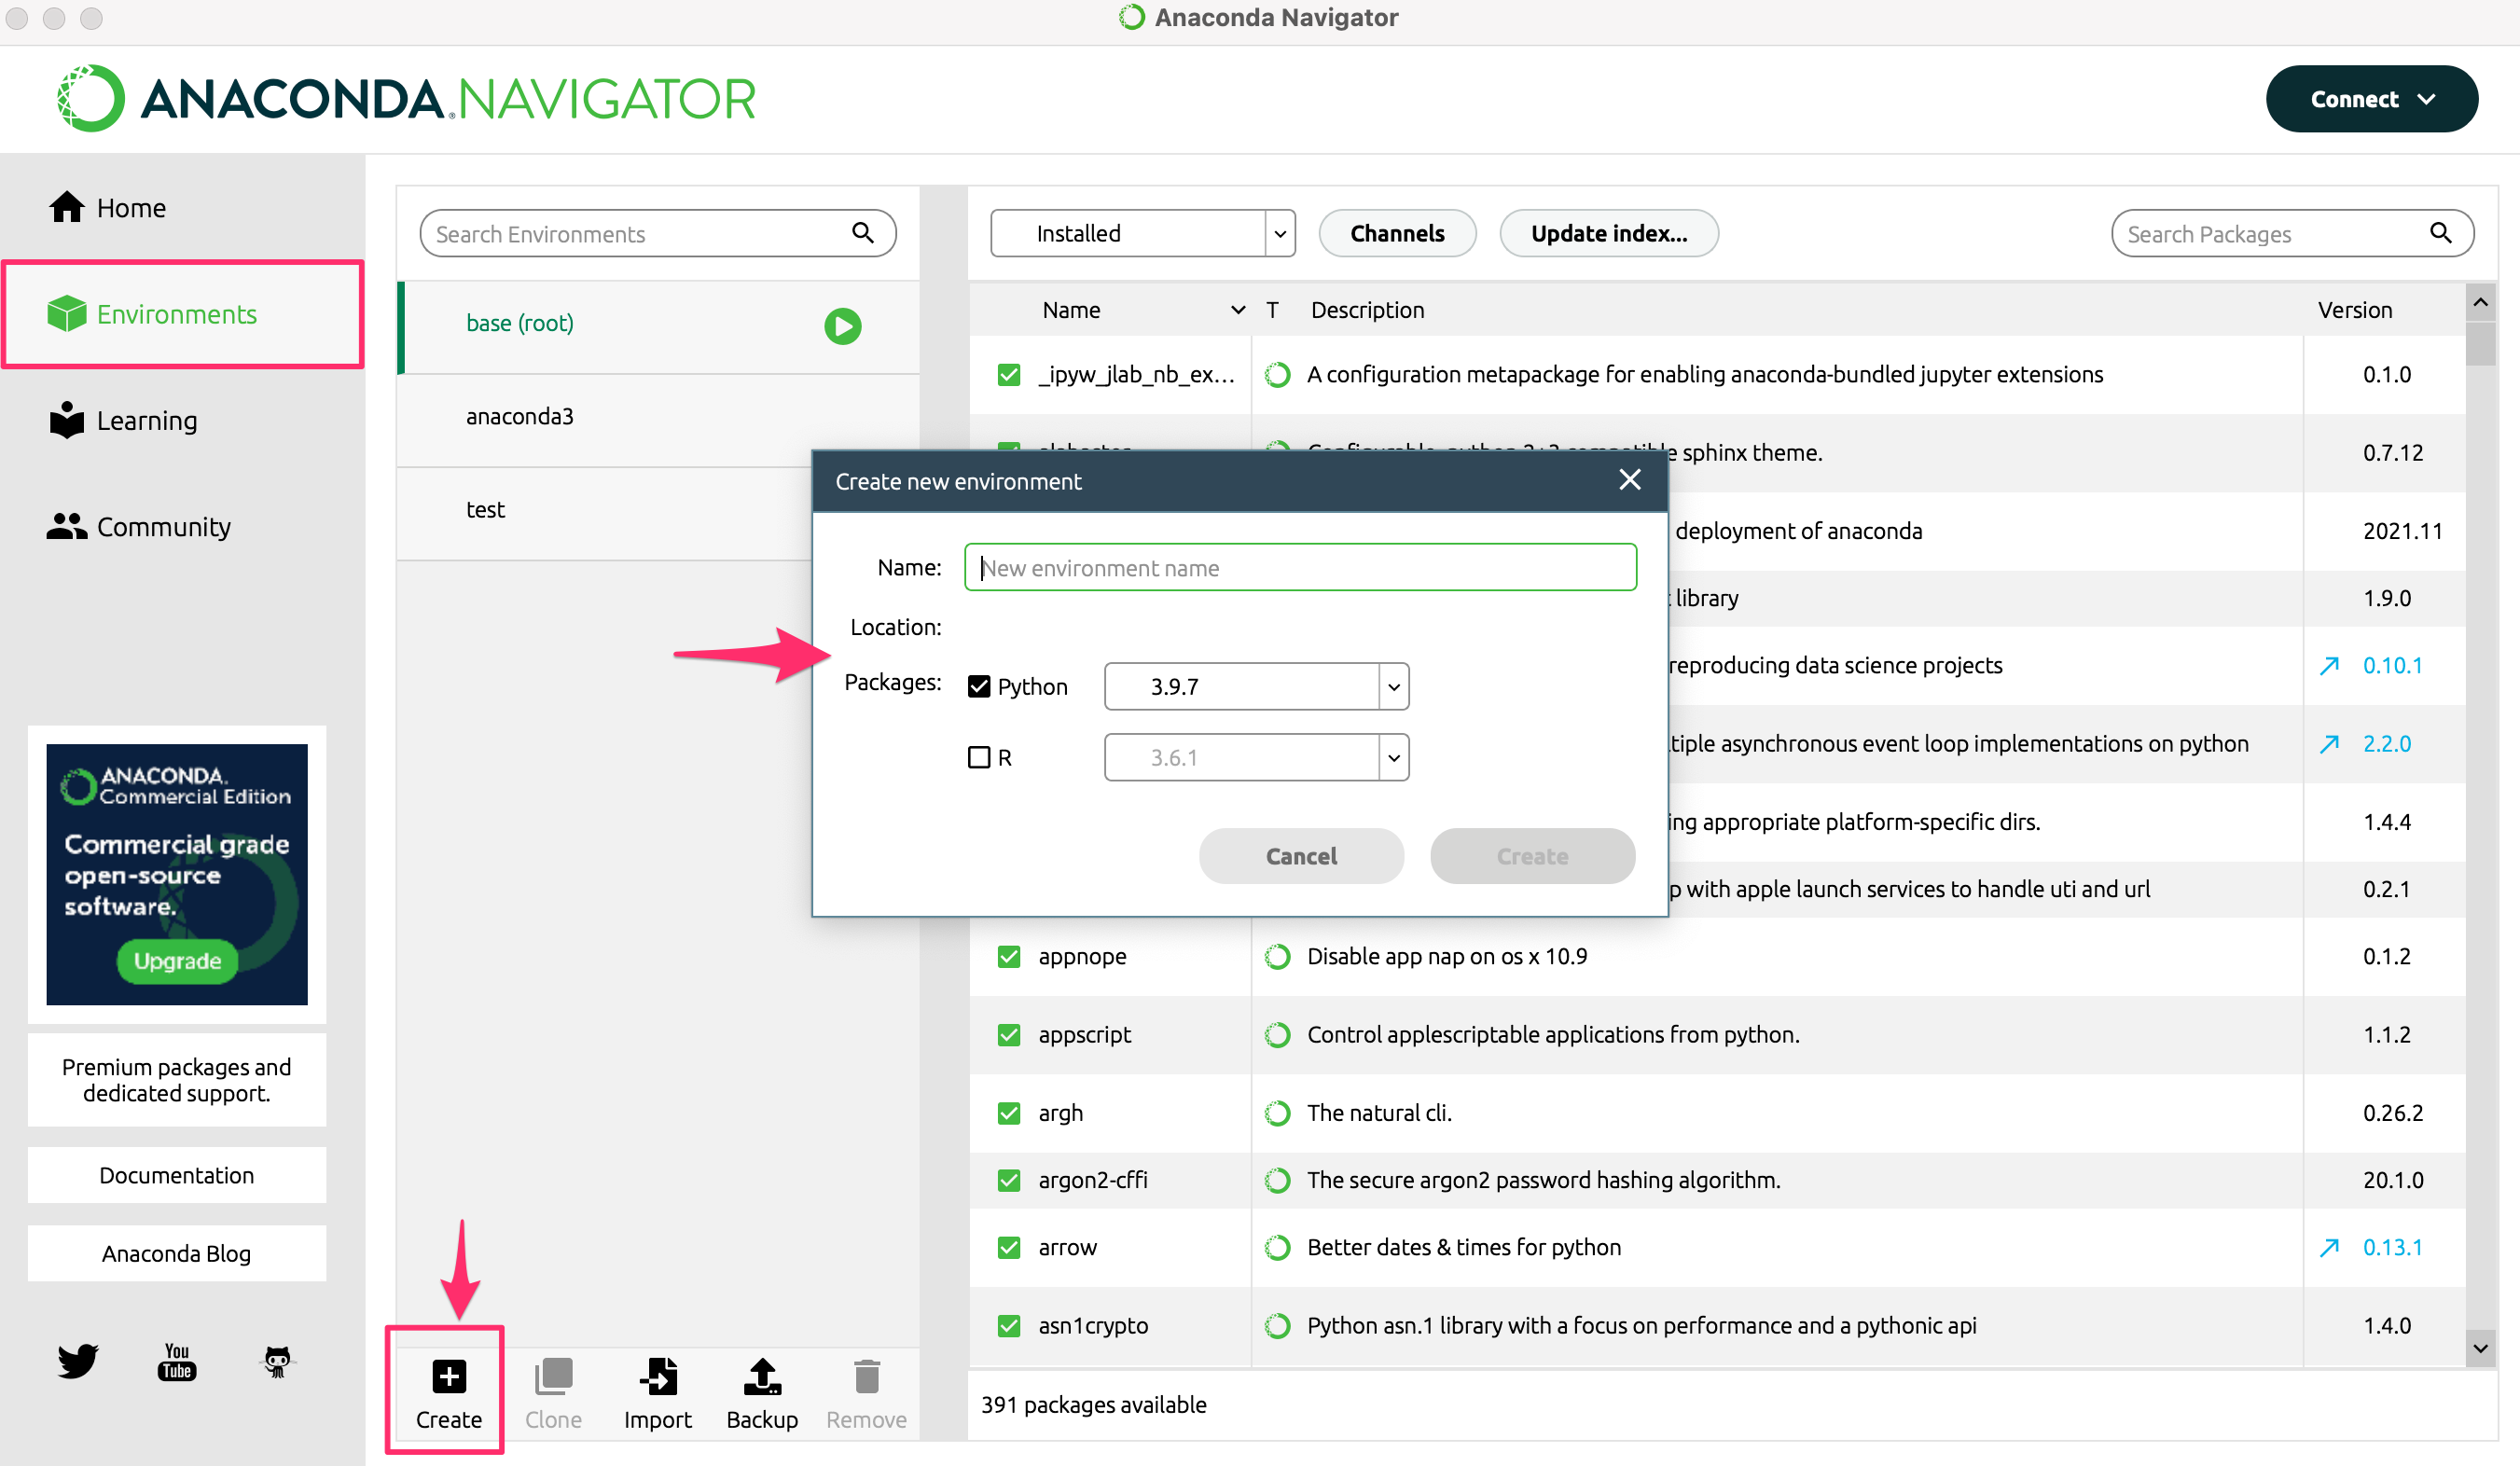 Anaconda Navigator
ANACONDA.NAVIGATOR
Connect
Home
Environments
Learning
Community
ANACONDA.
Commercial Edition
Commercial grade
open-source
software.
Upgrade
Premium packages and
dedicated support.
Documentation
Anaconda Blog
You
Tube
Search Environments
base (root)
anaconda3
test
Create
Clone
Import
Backup
Remove
Installed
Channels
Update index...
Search Packages
Name
T
Description
Version
_ipyw_jlab_nb_ex...
A configuration metapackage for enabling anaconda-bundled jupyter extensions
0.1.0
sphinx theme.
0.7.12
deployment of anaconda
2021.11
library
1.9.0
reproducing data science projects
0.10.1
asynchronous event loop implementations on python
2.2.0
appropriate platform-specific dirs.
1.4.4
with apple launch services to handle uti and url
0.2.1
appnope
Disable app nap on os x 10.9
0.1.2
appscript
Control applescriptable applications from python.
1.1.2
argh
The natural cli.
0.26.2
argon2-cffi
The secure argon2 password hashing algorithm.
20.1.0
arrow
Better dates & times for python
0.13.1
asn1crypto
Python asn.1 library with a focus on performance and a pythonic api
1.4.0
391 packages available
Create new environment
Name:
New environment name
Location:
Packages:
Python
3.9.7
R
3.6.1
Cancel
Create